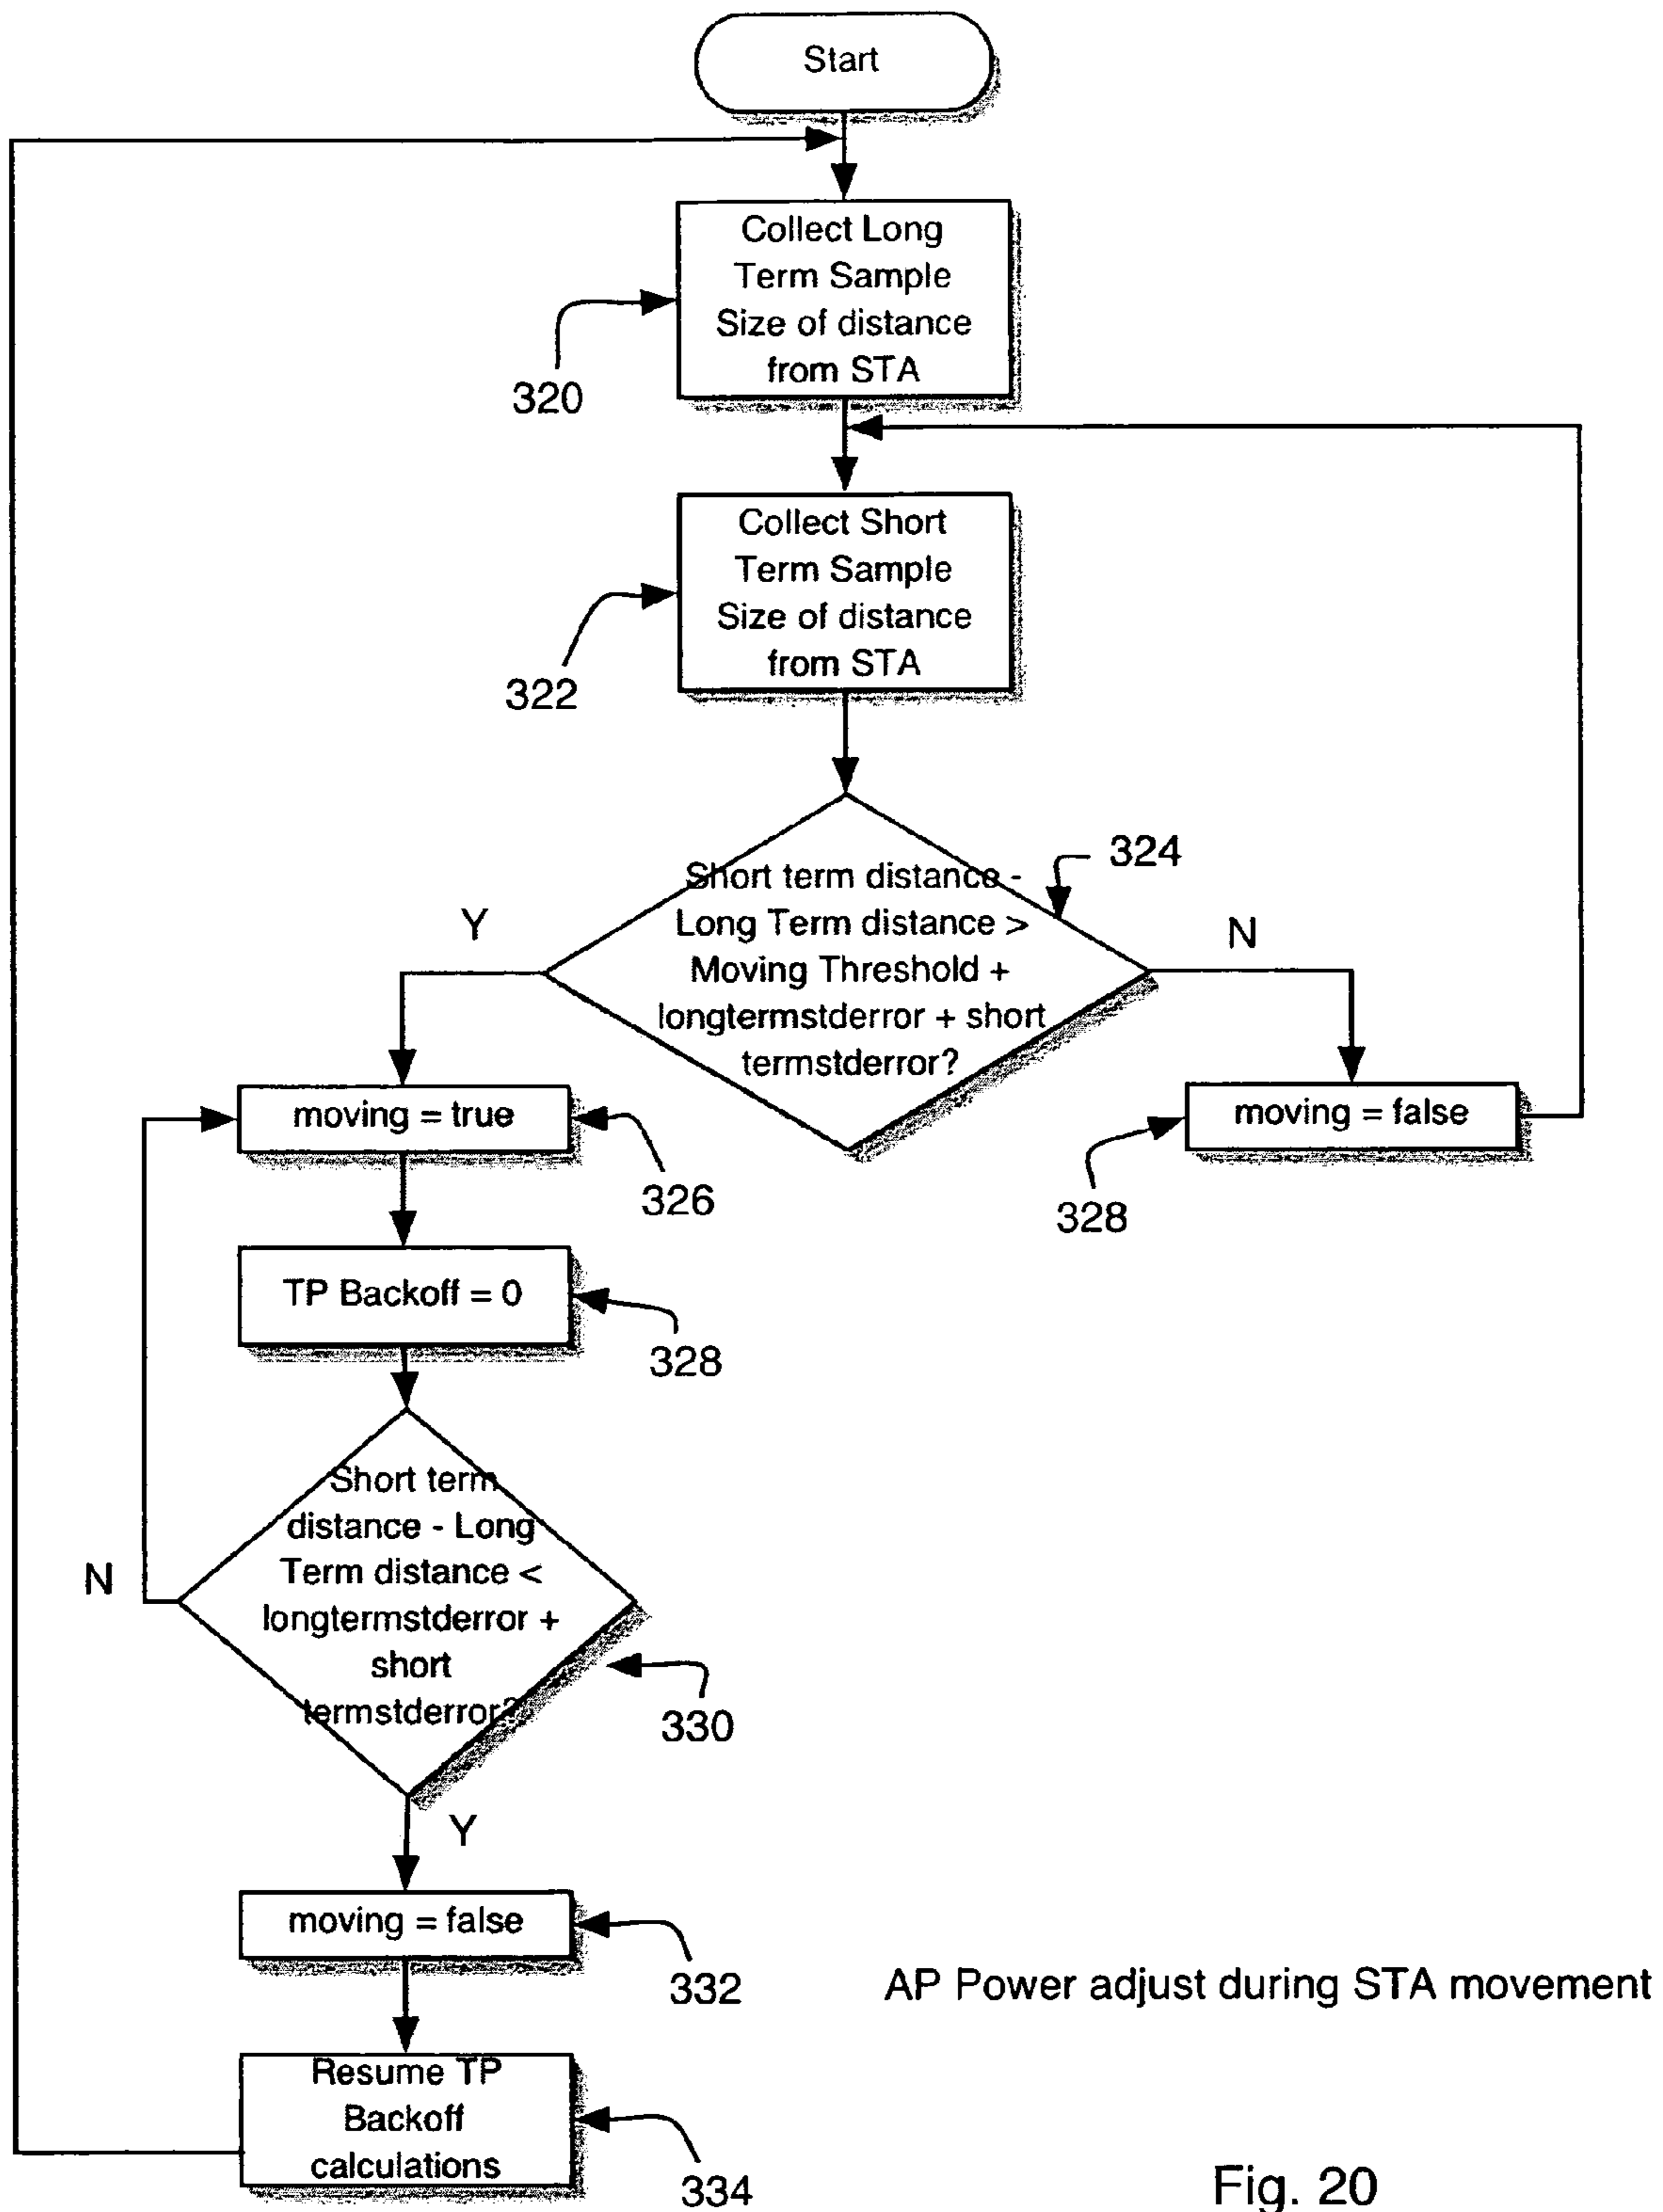 Start
Collect Long
Term Sample
Size of distance
from STA
320
Collect Short
Term Sample
Size of distance
from STA
322
Short term distance -
Long Term distance >
Moving Threshold +
longtermstderror + short
termstderror?
324
Y
N
moving = true
326
moving = false
328
TP Backoff = 0
328
Short term
distance - Long
Term distance <
longtermstderror +
short
termstderror?
330
N
Y
moving = false
332
AP Power adjust during STA movement
Resume TP
Backoff
calculations
334
Fig. 20